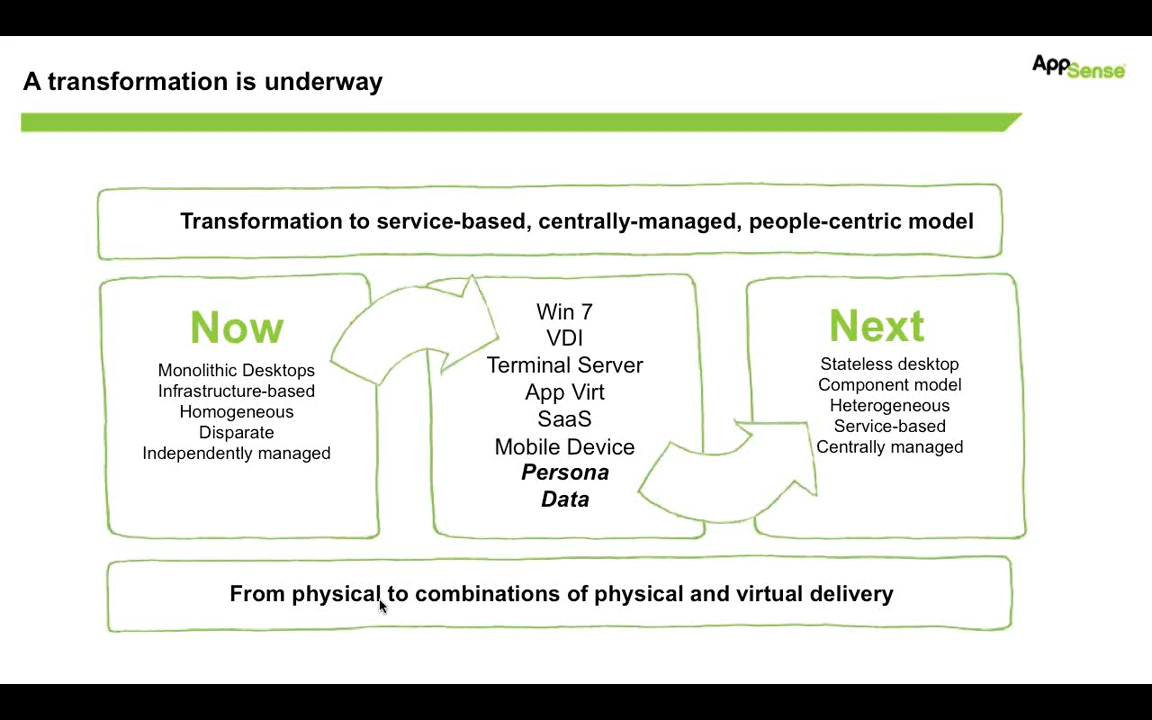 A transformation is underway
AppSense
Transformation to service-based, centrally-managed, people-centric model
Now
Monolithic Desktops
Infrastructure-based
Homogeneous
Disparate
Independently managed
Win 7
VDI
Terminal Server
App Virt
SaaS
Mobile Device
Persona
Data
Next
Stateless desktop
Component model
Heterogeneous
Service-based
Centrally managed
From physical to combinations of physical and virtual delivery